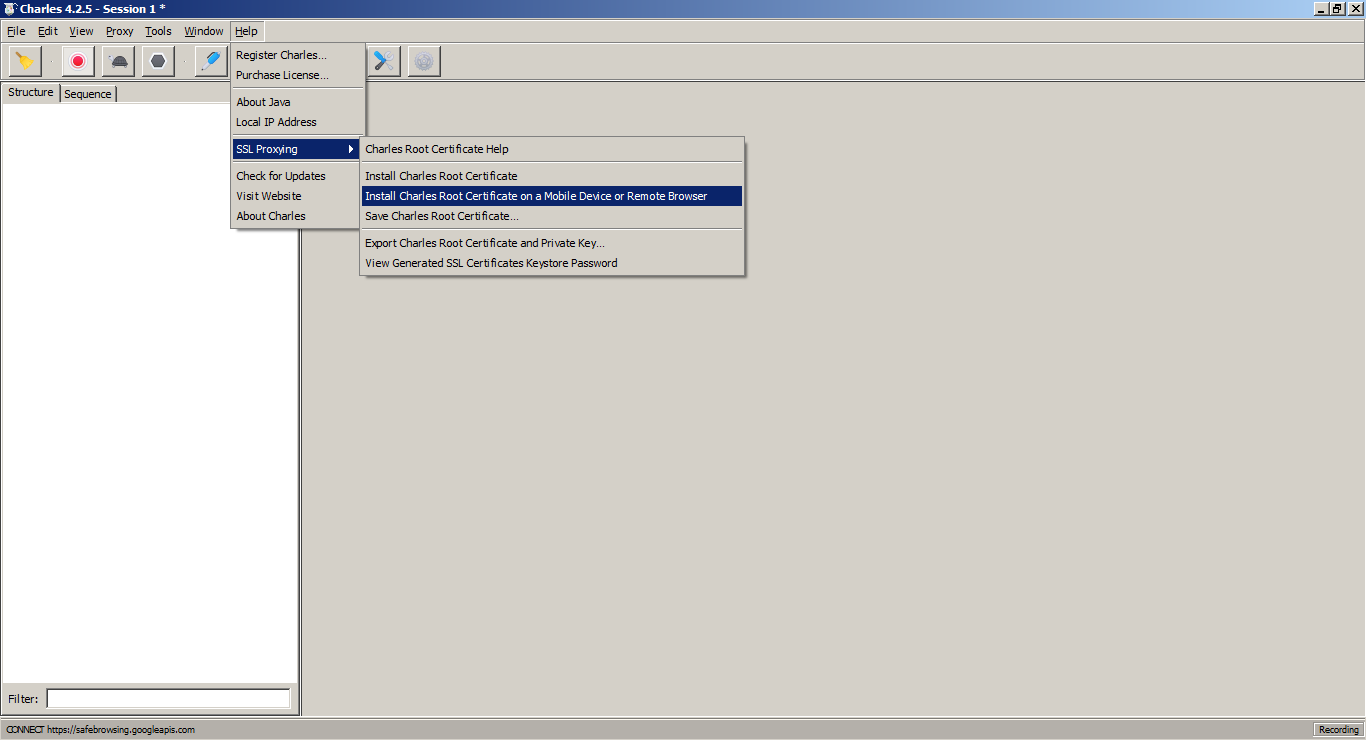 Charles 4.2.5 - Session 1 *
File Edit View Proxy Tools Window Help
Register Charles...
Purchase License...
About Java
Local IP Address
SSL Proxying
Check for Updates
Visit Website
About Charles
Charles Root Certificate Help
Install Charles Root Certificate
Install Charles Root Certificate on a Mobile Device or Remote Browser
Save Charles Root Certificate...
Export Charles Root Certificate and Private Key...
View Generated SSL Certificates Keystore Password
Structure Sequence
Filter:
CONNECT https://safebrowsing.googleapis.com
Recording